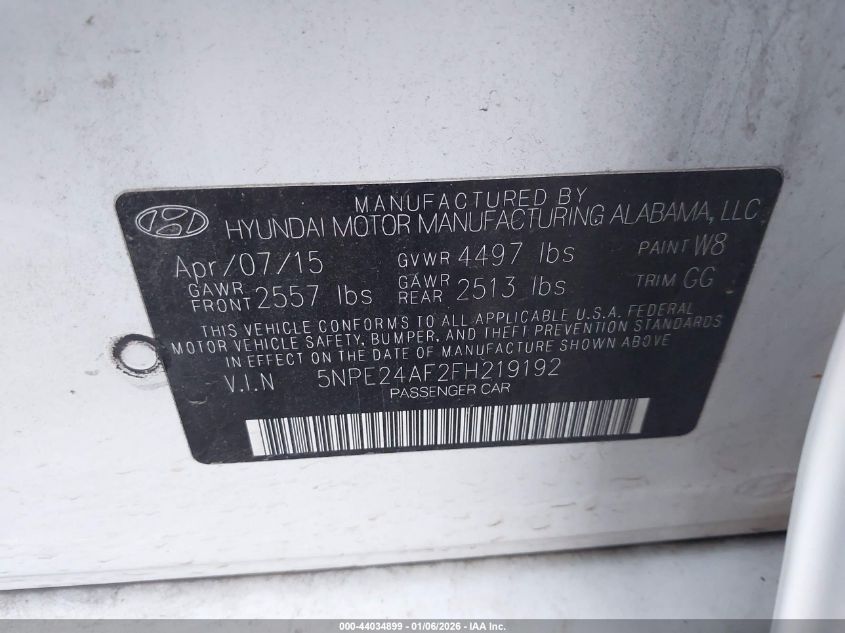 MANUFACTURED BY
HYUNDAI MOTOR MANUFACTURING ALABAMA, LLC
Apr/07/15 GVWR 4497 lbs PAINT W8
GAWR FRONT 2557 lbs GAWR REAR 2513 lbs TRIM GG
THIS VEHICLE CONFORMS TO ALL APPLICABLE U.S.A. FEDERAL
MOTOR VEHICLE SAFETY, BUMPER, AND THEFT PREVENTION STANDARDS
IN EFFECT ON THE DATE OF MANUFACTURE SHOWN ABOVE.
V.I.N 5NPE24AF2FH219192
PASSENGER CAR
000-44034899 - 01/06/2026 - IAA Inc.